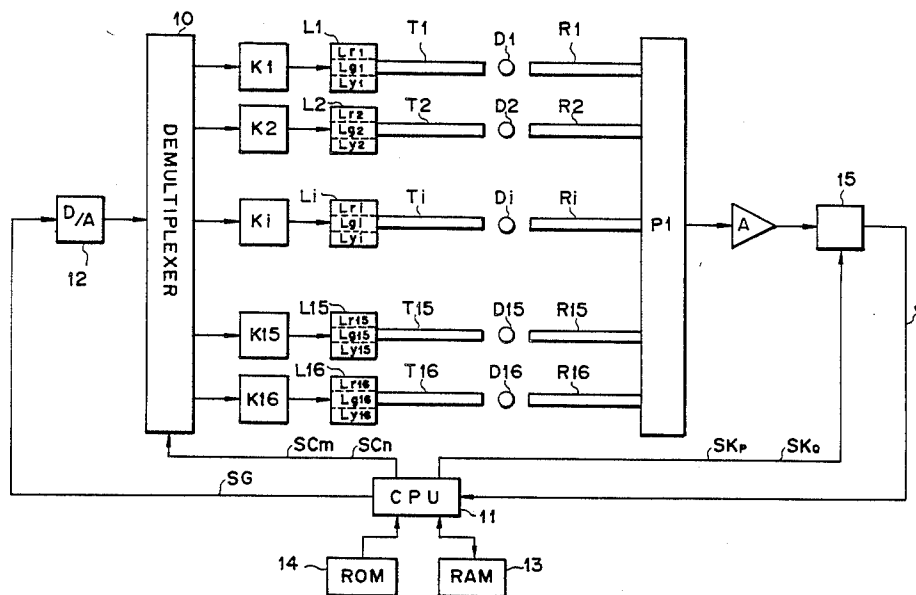 10
L1 T1 D1 R1
K1 Lr1
Lg1
Ly1
L2 T2 D2 R2
K2 Lr2
Lg2
Ly2
DEMULTIPLEXER
Li Ti Di Ri 15
D/A Ki Lri P1 A
Lgi
Lyi
12
L15 T15 D15 R15
K15 Lr15
Lg15
Ly15
L16 T16 D16 R16
K16 Lr16
Lg16
Ly16
SCm SCn SKP SKQ
SG CPU
11
14 ROM RAM 13